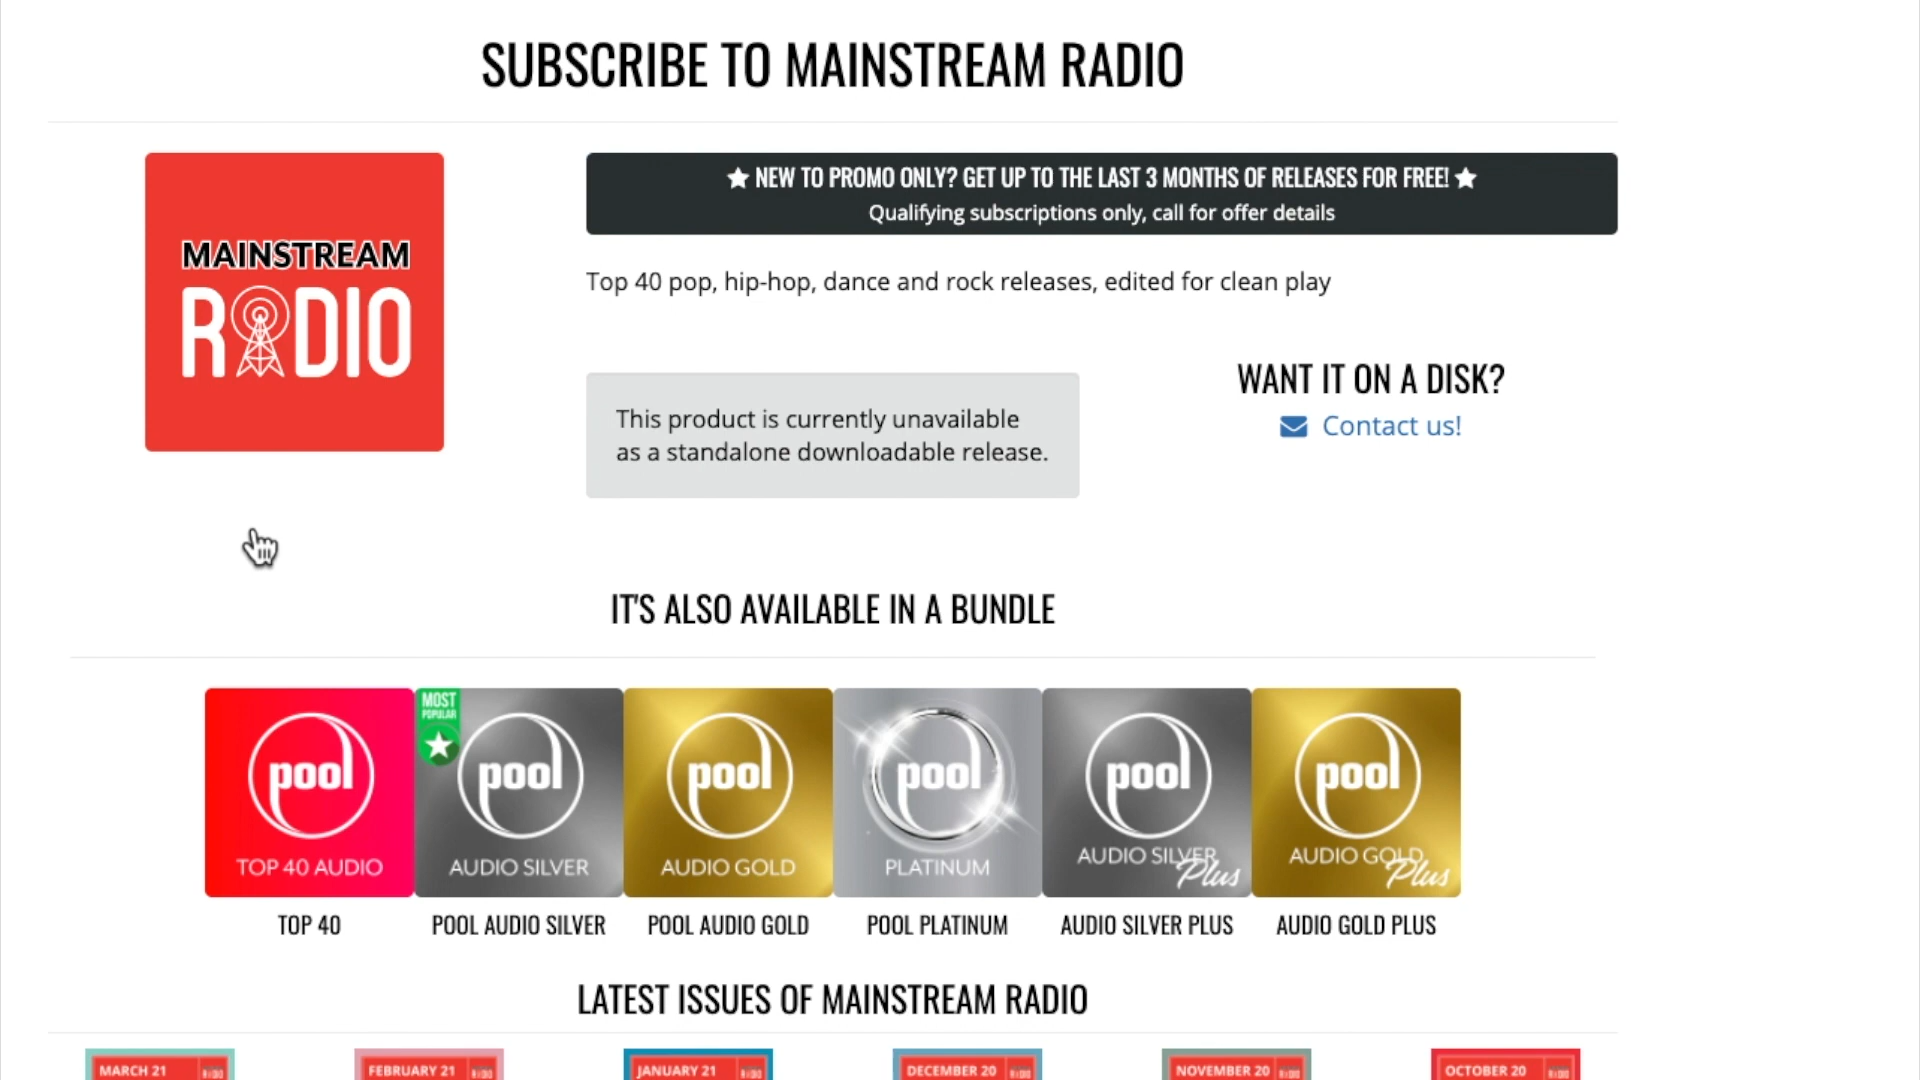 SUBSCRIBE TO MAINSTREAM RADIO
MAINSTREAM
RADIO
★ NEW TO PROMO ONLY? GET UP TO THE LAST 3 MONTHS OF RELEASES FOR FREE! ★
Qualifying subscriptions only, call for offer details
Top 40 pop, hip-hop, dance and rock releases, edited for clean play
This product is currently unavailable
as a standalone downloadable release.
WANT IT ON A DISK?
Contact us!
IT'S ALSO AVAILABLE IN A BUNDLE
pool
TOP 40 AUDIO
MOST
POPULAR
pool
AUDIO SILVER
pool
AUDIO GOLD
pool
PLATINUM
pool
AUDIO SILVER
Plus
pool
AUDIO GOLD
Plus
TOP 40
POOL AUDIO SILVER
POOL AUDIO GOLD
POOL PLATINUM
AUDIO SILVER PLUS
AUDIO GOLD PLUS
LATEST ISSUES OF MAINSTREAM RADIO
MARCH 21
FEBRUARY 21
JANUARY 21
DECEMBER 20
NOVEMBER 20
OCTOBER 20